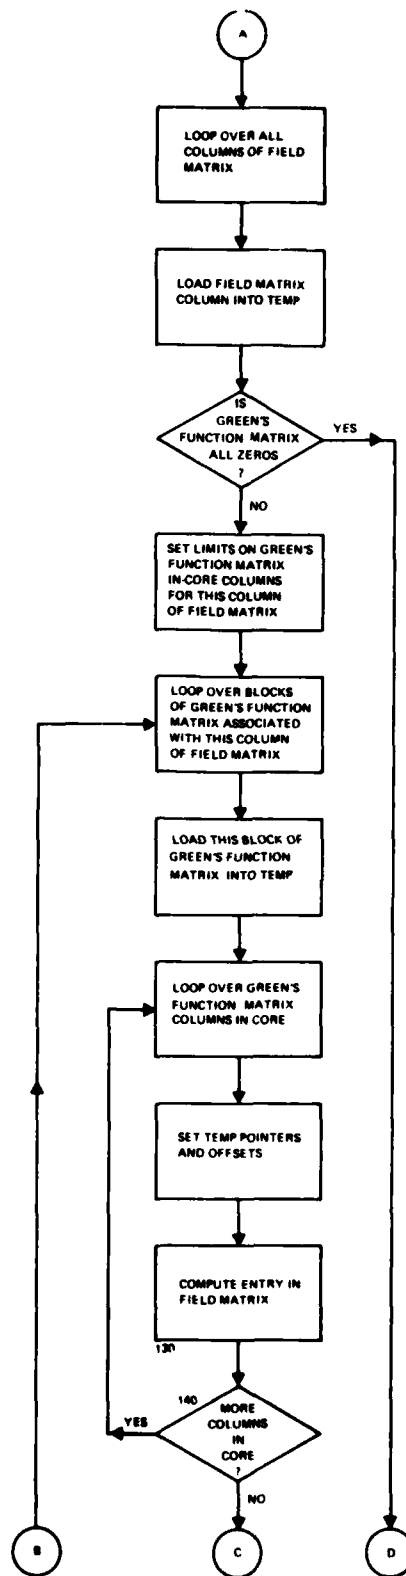 A
LOOP OVER ALL
COLUMNS OF FIELD
MATRIX
LOAD FIELD MATRIX
COLUMN INTO TEMP
IS
GREEN'S
FUNCTION MATRIX
ALL ZEROS
?
YES
NO
SET LIMITS ON GREEN'S
FUNCTION MATRIX
IN-CORE COLUMNS
FOR THIS COLUMN
OF FIELD MATRIX
LOOP OVER BLOCKS
OF GREEN'S FUNCTION
MATRIX ASSOCIATED
WITH THIS COLUMN
OF FIELD MATRIX
LOAD THIS BLOCK OF
GREEN'S FUNCTION
MATRIX INTO TEMP
LOOP OVER GREEN'S
FUNCTION MATRIX
COLUMNS IN CORE
SET TEMP POINTERS
AND OFFSETS
COMPUTE ENTRY IN
FIELD MATRIX
130
140
MORE
COLUMNS
IN
CORE
?
YES
NO
B
C
D